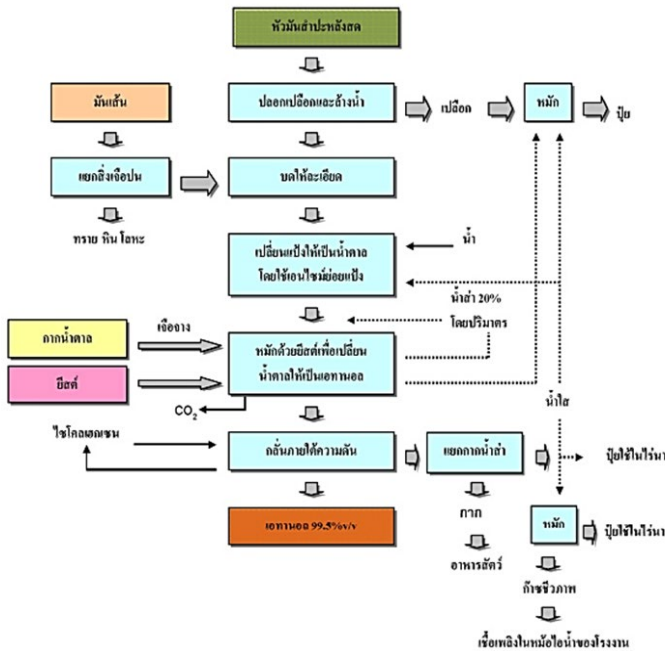 หัวมันสำปะหลังสด
มันเส้น
ปลอกเปลือกและล้างน้ำ
เปลือก
หมัก
ปุ๋ย
แยกสิ่งเจือปน
บดให้ละเอียด
ทราย หิน โลหะ
เปลี่ยนแป้งให้เป็นน้ำตาล
โดยใช้เอนไซม์ย่อยแป้ง
น้ำ
น้ำส่า 20%
โดยปริมาตร
กากน้ำตาล
เจือจาง
หมักด้วยยีสต์เพื่อเปลี่ยน
น้ำตาลให้เป็นเอทานอล
ยีสต์
CO2
น้ำใส
ไซโคลเฮกเซน
กลั่นภายใต้ความดัน
แยกกากน้ำส่า
ปุ๋ยใช้ในไร่นา
เอทานอล 99.5%v/v
กาก
หมัก
ปุ๋ยใช้ในไร่นา
อาหารสัตว์
ก๊าซชีวภาพ
เชื้อเพลิงในหม้อไอน้ำของโรงงาน